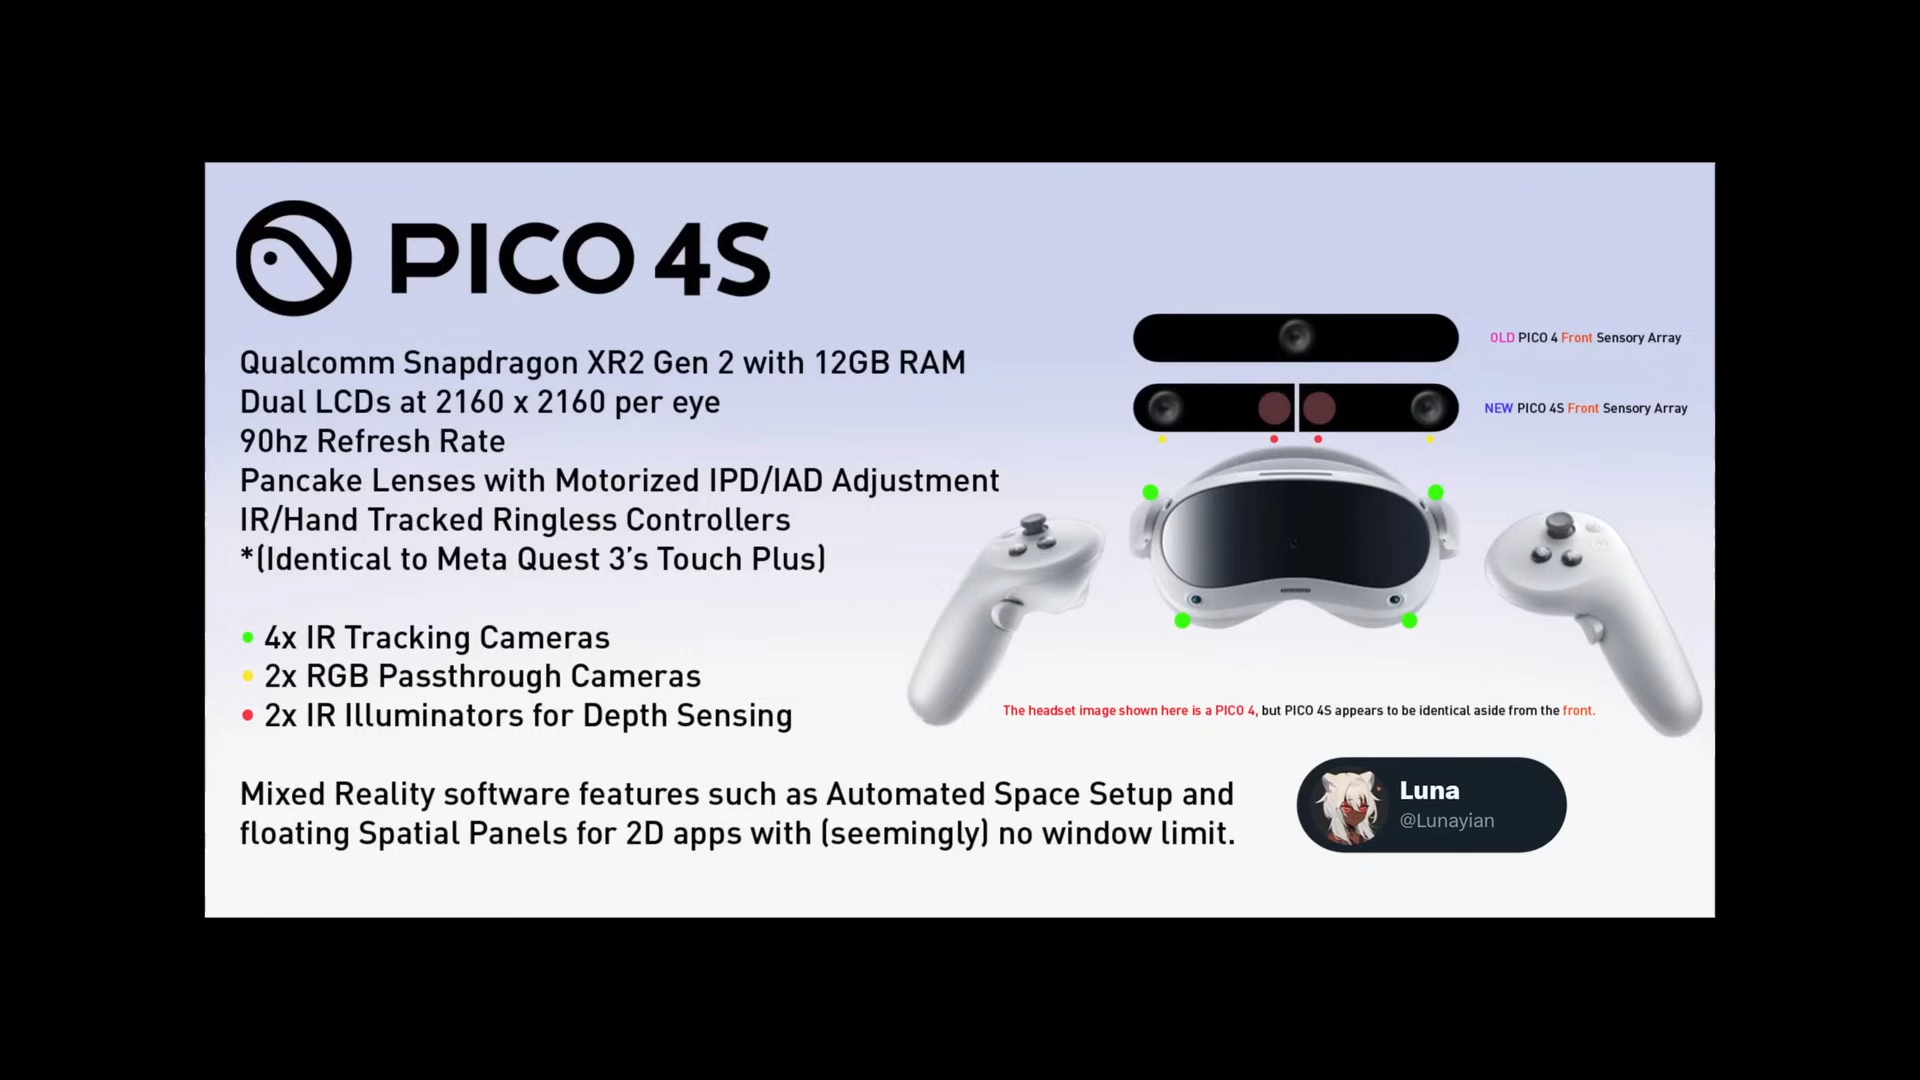 PICO 4S
Qualcomm Snapdragon XR2 Gen 2 with 12GB RAM
Dual LCDs at 2160 x 2160 per eye
90hz Refresh Rate
Pancake Lenses with Motorized IPD/IAD Adjustment
IR/Hand Tracked Ringless Controllers
*(Identical to Meta Quest 3’s Touch Plus)
4x IR Tracking Cameras
2x RGB Passthrough Cameras
2x IR Illuminators for Depth Sensing
Mixed Reality software features such as Automated Space Setup and
floating Spatial Panels for 2D apps with (seemingly) no window limit.
OLD PICO 4 Front Sensory Array
NEW PICO 4S Front Sensory Array
The headset image shown here is a PICO 4, but PICO 4S appears to be identical aside from the front.
Luna
@Lunayian